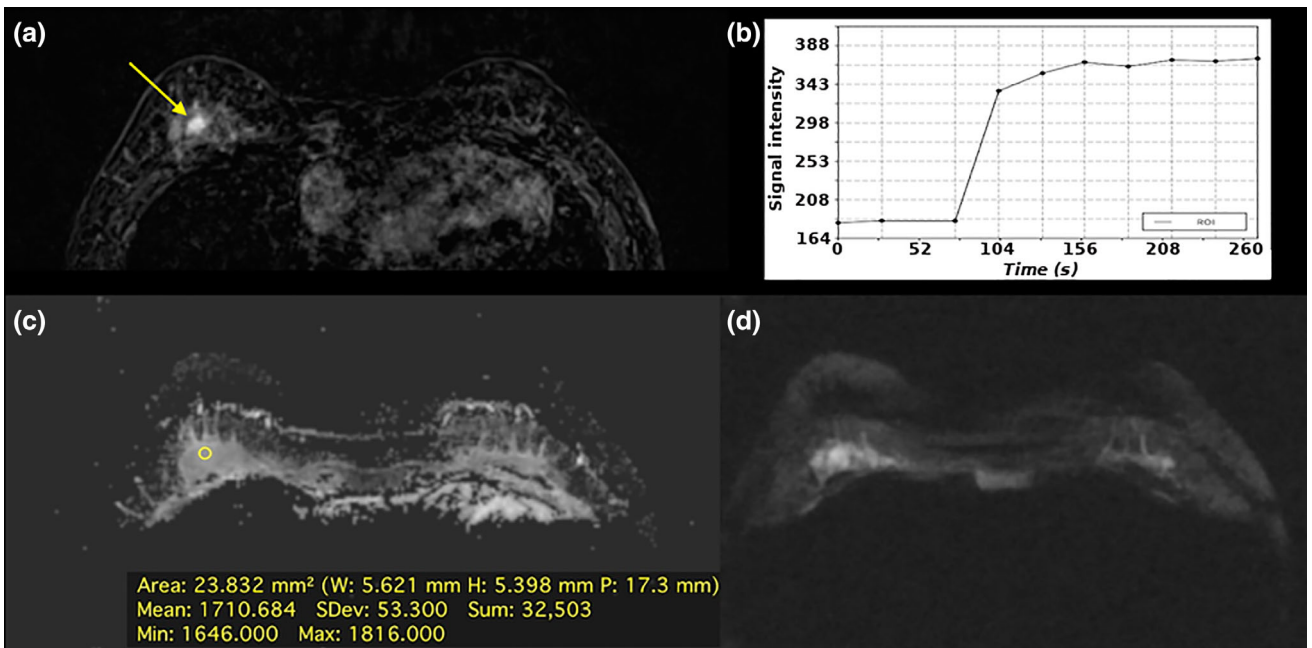 (a)
(b)
388
343
298
253
208
164
Signal intensity
ROI
0 52 104 156 208 260
Time (s)
(c)
(d)
Area: 23.832 mm² (W: 5.621 mm H: 5.398 mm P: 17.3 mm)
Mean: 1710.684 SDev: 53.300 Sum: 32,503
Min: 1646.000 Max: 1816.000